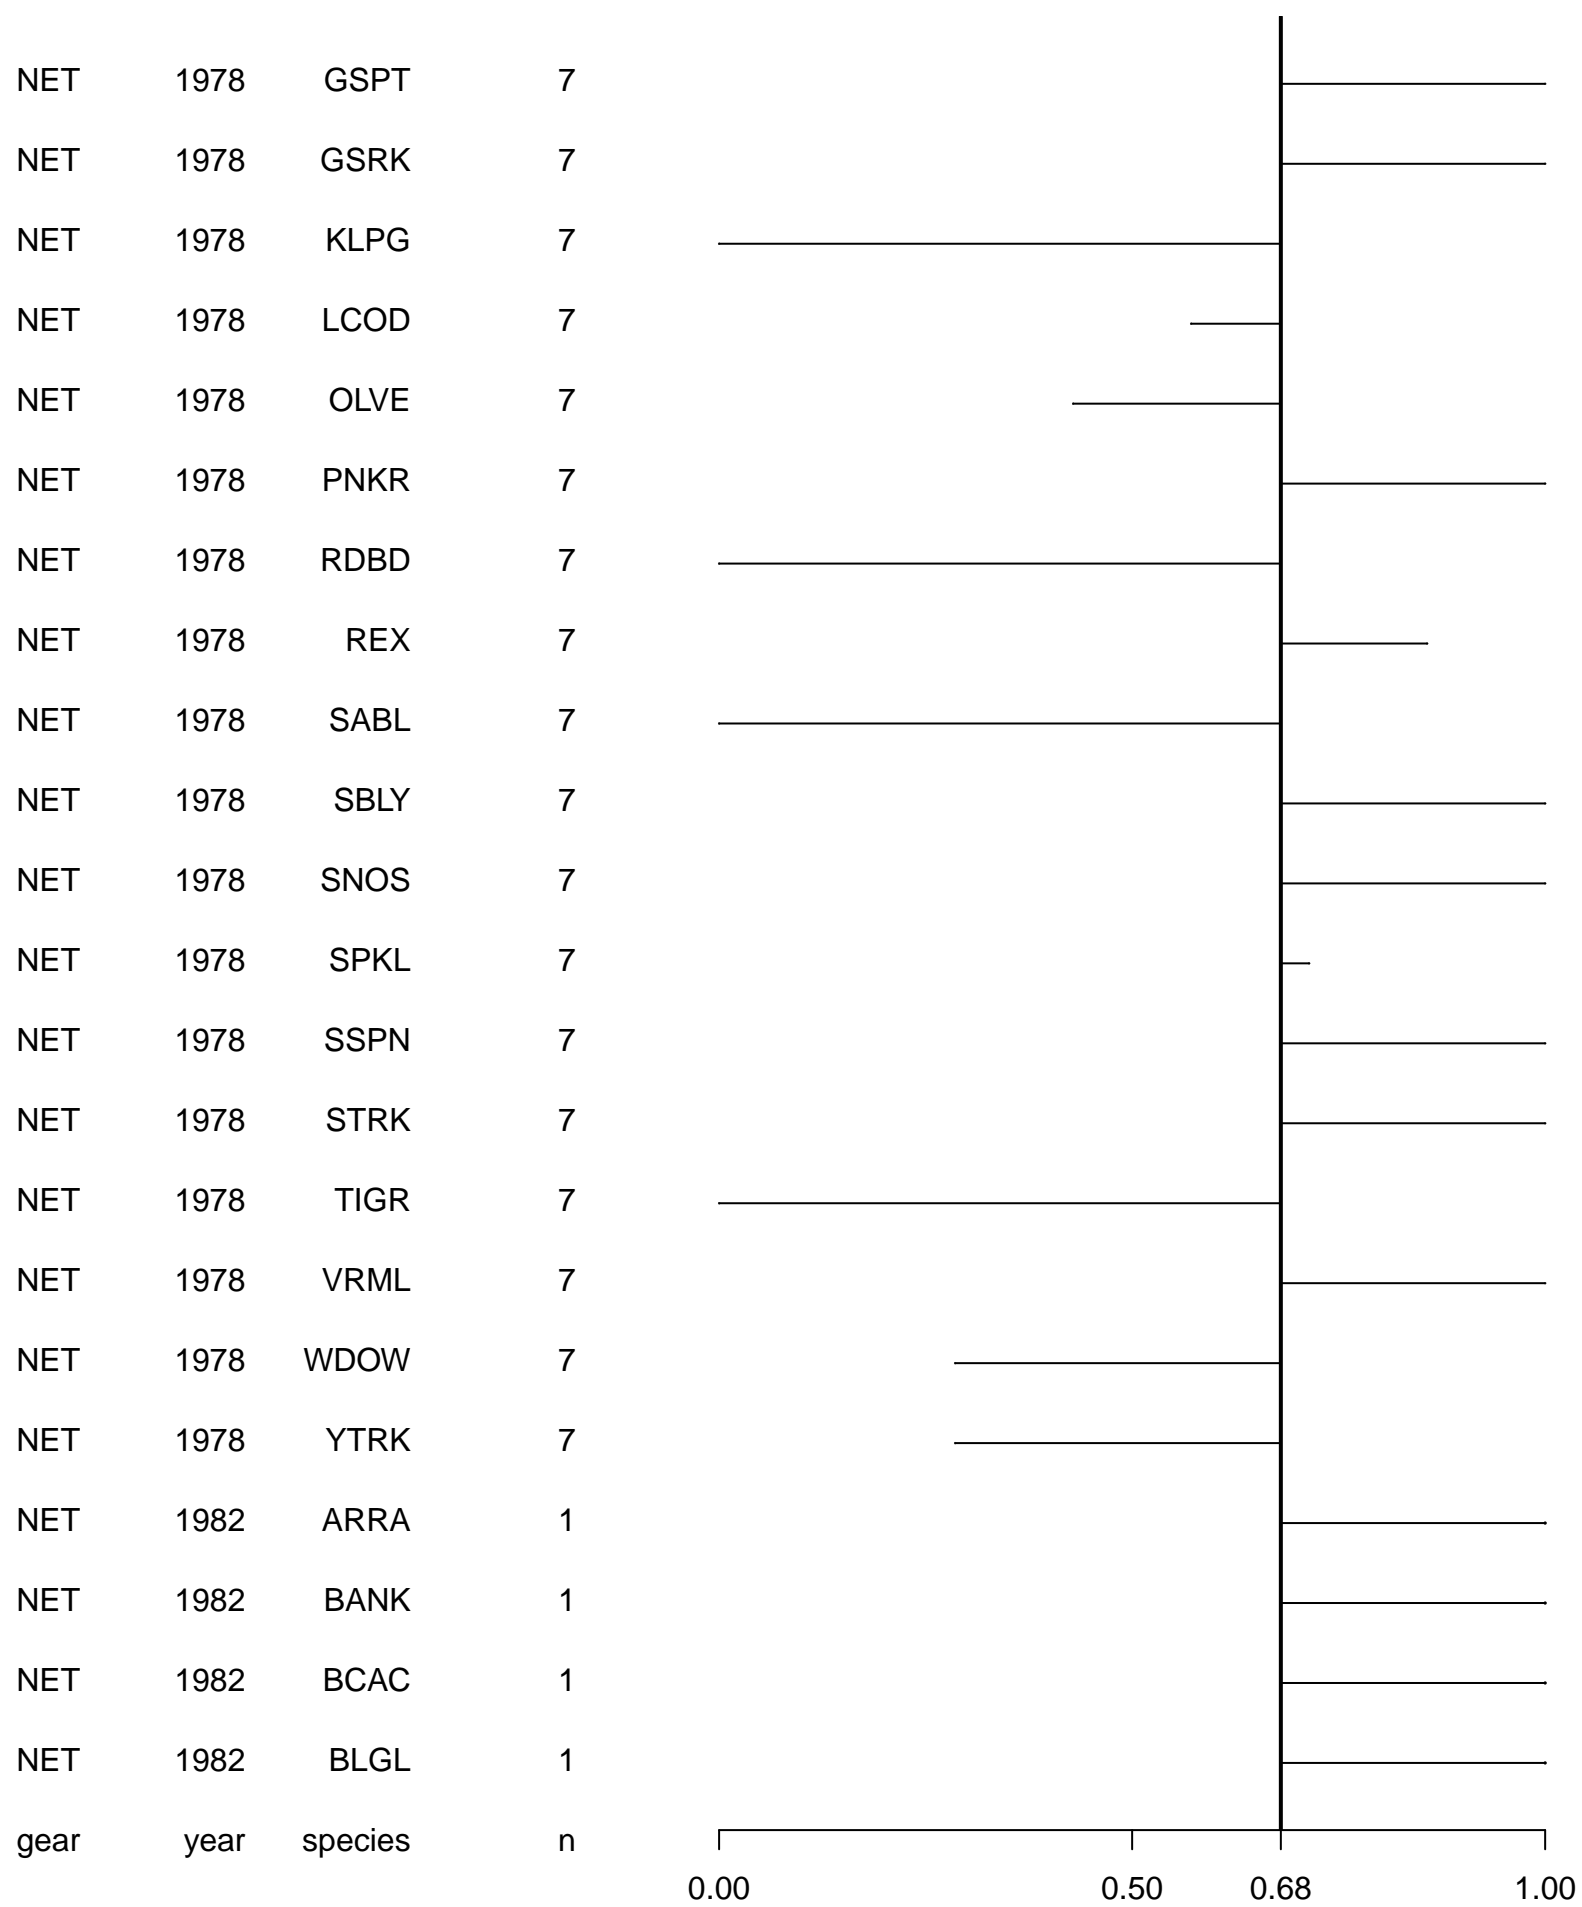 NET 1978 GSPT 7
NET 1978 GSRK 7
NET 1978 KLPG 7
NET 1978 LCOD 7
NET 1978 OLVE 7
NET 1978 PNKR 7
NET 1978 RDBD 7
NET 1978 REX 7
NET 1978 SABL 7
NET 1978 SBLY 7
NET 1978 SNOS 7
NET 1978 SPKL 7
NET 1978 SSPN 7
NET 1978 STRK 7
NET 1978 TIGR 7
NET 1978 VRML 7
NET 1978 WDOW 7
NET 1978 YTRK 7
NET 1982 ARRA 1
NET 1982 BANK 1
NET 1982 BCAC 1
NET 1982 BLGL 1
gear year species n
0.00 0.50 0.68 1.00